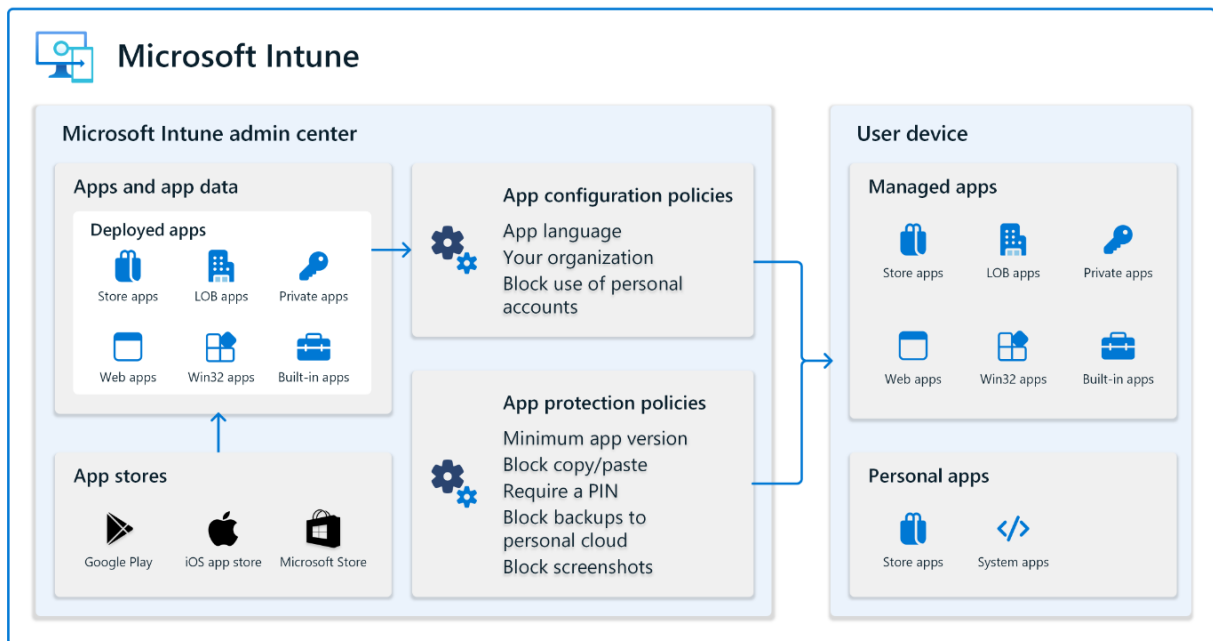 Microsoft Intune
Microsoft Intune admin center
Apps and app data
Deployed apps
Store apps
LOB apps
Private apps
Web apps
Win32 apps
Built-in apps
App stores
Google Play
iOS app store
Microsoft Store
App configuration policies
App language
Your organization
Block use of personal
accounts
App protection policies
Minimum app version
Block copy/paste
Require a PIN
Block backups to
personal cloud
Block screenshots
User device
Managed apps
Store apps
LOB apps
Private apps
Web apps
Win32 apps
Built-in apps
Personal apps
Store apps
System apps